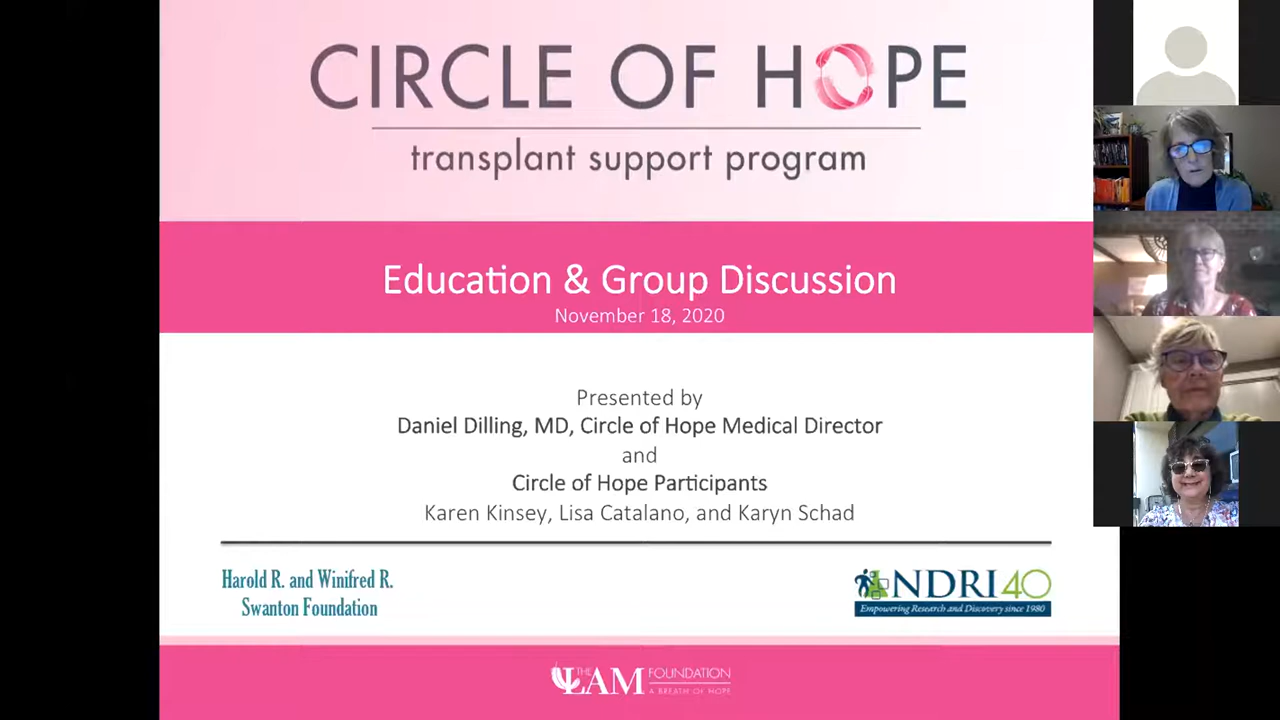 CIRCLE OF HOPE
transplant support program
Education & Group Discussion
November 18, 2020
Presented by
Daniel Dilling, MD, Circle of Hope Medical Director
and
Circle of Hope Participants
Karen Kinsey, Lisa Catalano, and Karyn Schad
Harold R. and Winifred R.
Swanton Foundation
NDRI40
Empowering Research and Discovery since 1980
THE LAM FOUNDATION
A BREATH OF HOPE